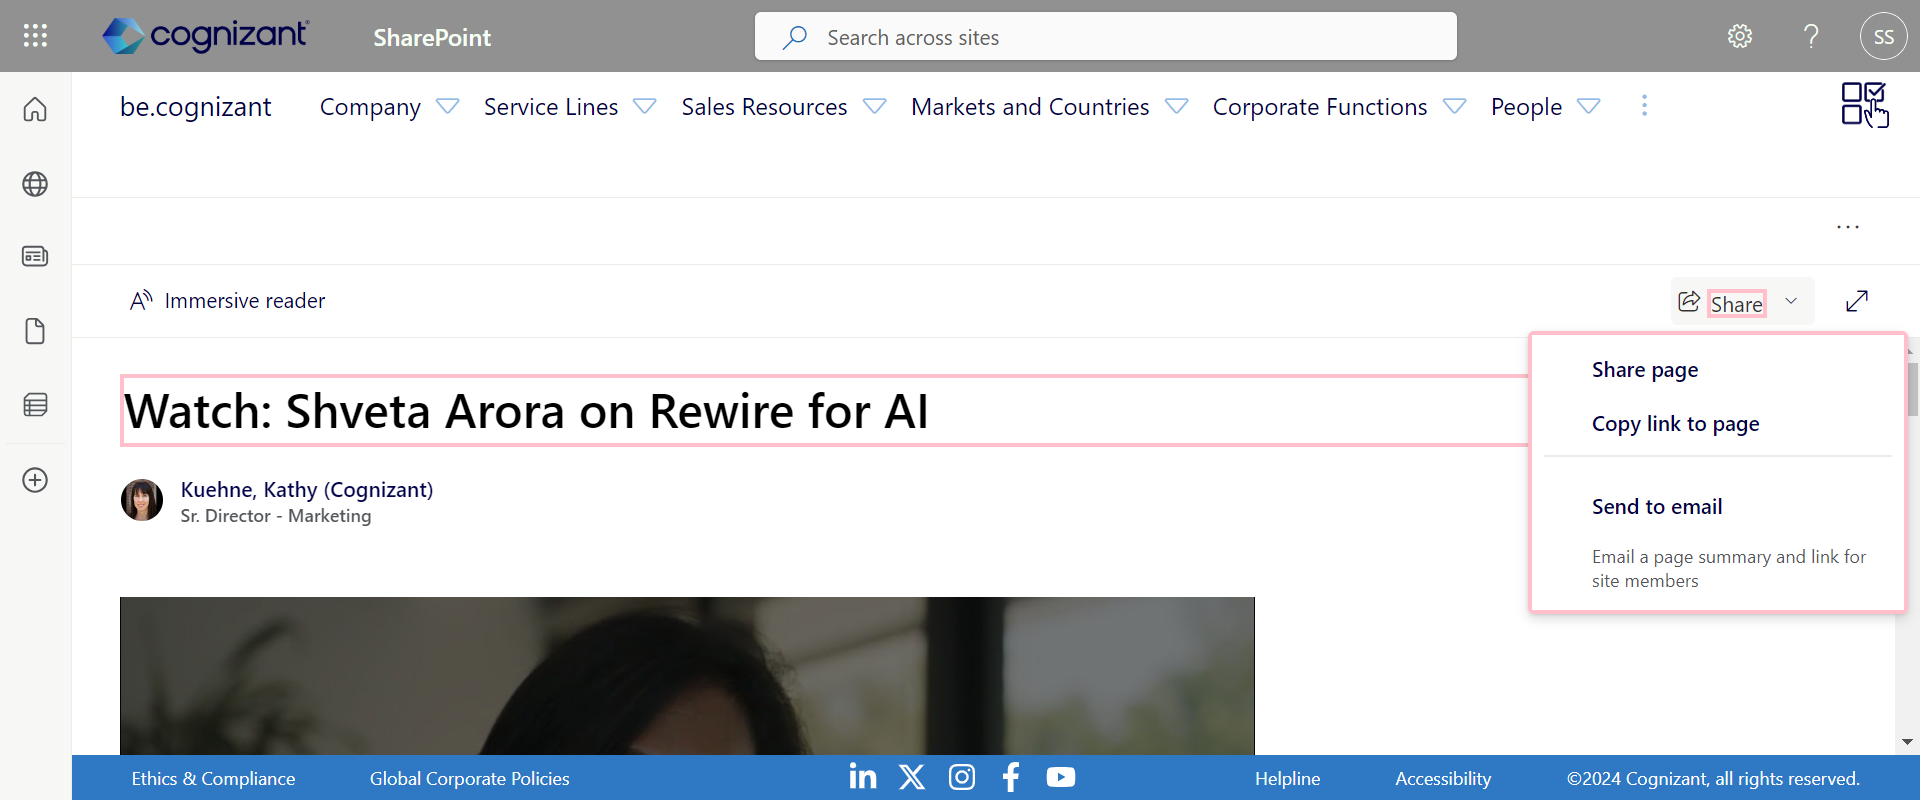 cognizant
SharePoint
Search across sites
SS
be.cognizant
Company
Service Lines
Sales Resources
Markets and Countries
Corporate Functions
People
Immersive reader
Share
Share page
Copy link to page
Send to email
Email a page summary and link for
site members
Watch: Shveta Arora on Rewire for AI
Kuehne, Kathy (Cognizant)
Sr. Director - Marketing
Ethics & Compliance
Global Corporate Policies
Helpline
Accessibility
©2024 Cognizant, all rights reserved.